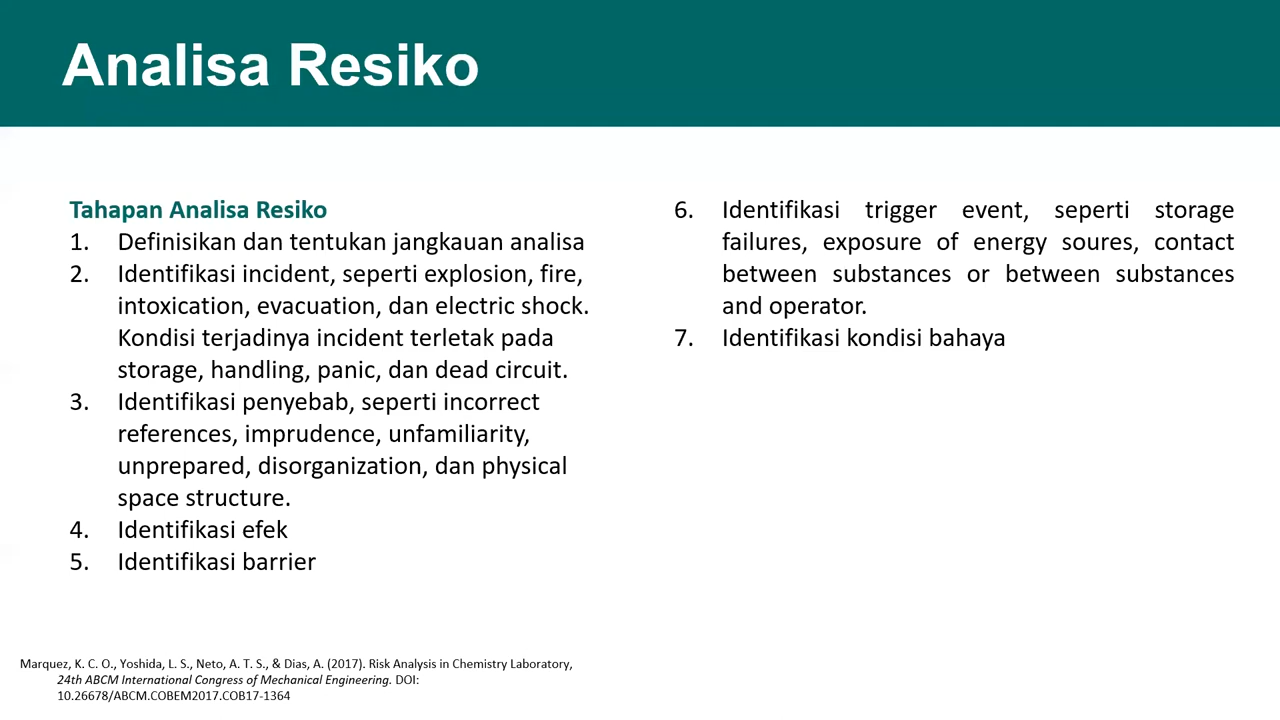 Analisa Resiko
Tahapan Analisa Resiko
1. Definisikan dan tentukan jangkauan analisa
2. Identifikasi incident, seperti explosion, fire,
intoxication, evacuation, dan electric shock.
Kondisi terjadinya incident terletak pada
storage, handling, panic, dan dead circuit.
3. Identifikasi penyebab, seperti incorrect
references, imprudence, unfamiliarity,
unprepared, disorganization, dan physical
space structure.
4. Identifikasi efek
5. Identifikasi barrier
6. Identifikasi trigger event, seperti storage
failures, exposure of energy soures, contact
between substances or between substances
and operator.
7. Identifikasi kondisi bahaya
Marquez, K. C. O., Yoshida, L. S., Neto, A. T. S., & Dias, A. (2017). Risk Analysis in Chemistry Laboratory,
24th ABCM International Congress of Mechanical Engineering. DOI:
10.26678/ABCM.COBEM2017.COB17-1364